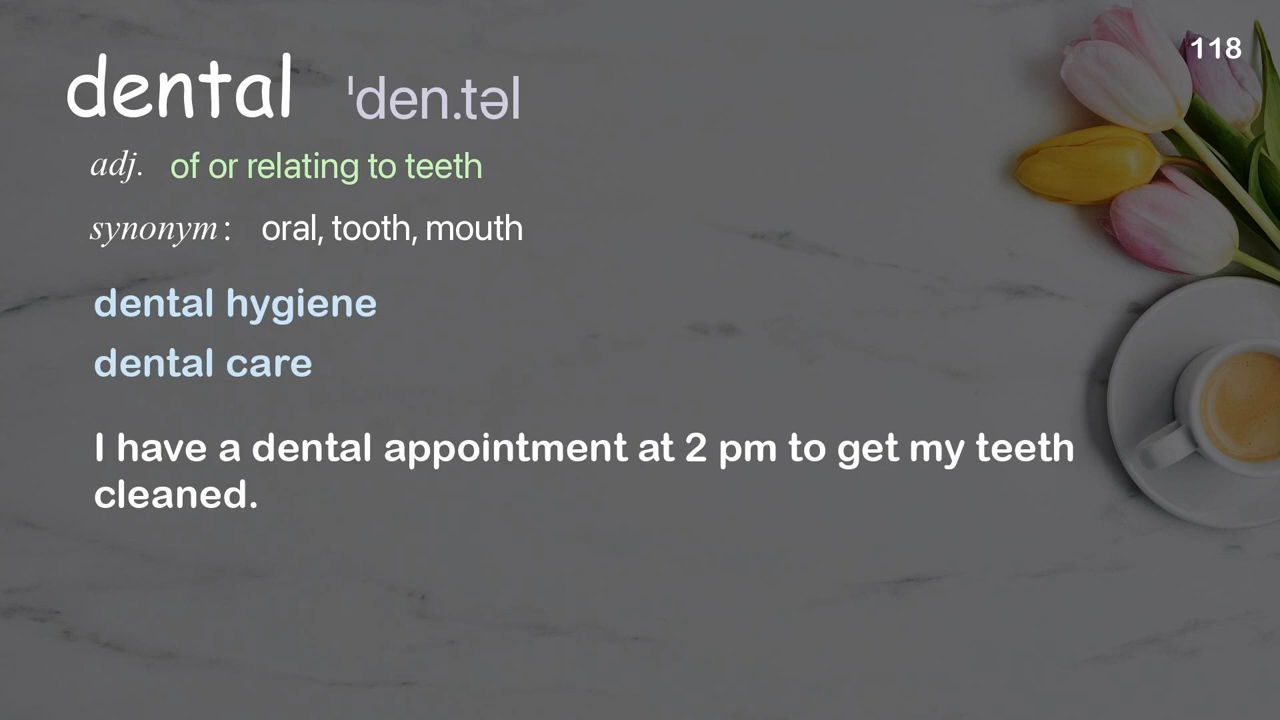 118
dental ˈden.təl
adj. of or relating to teeth
synonym: oral, tooth, mouth
dental hygiene
dental care
I have a dental appointment at 2 pm to get my teeth
cleaned.